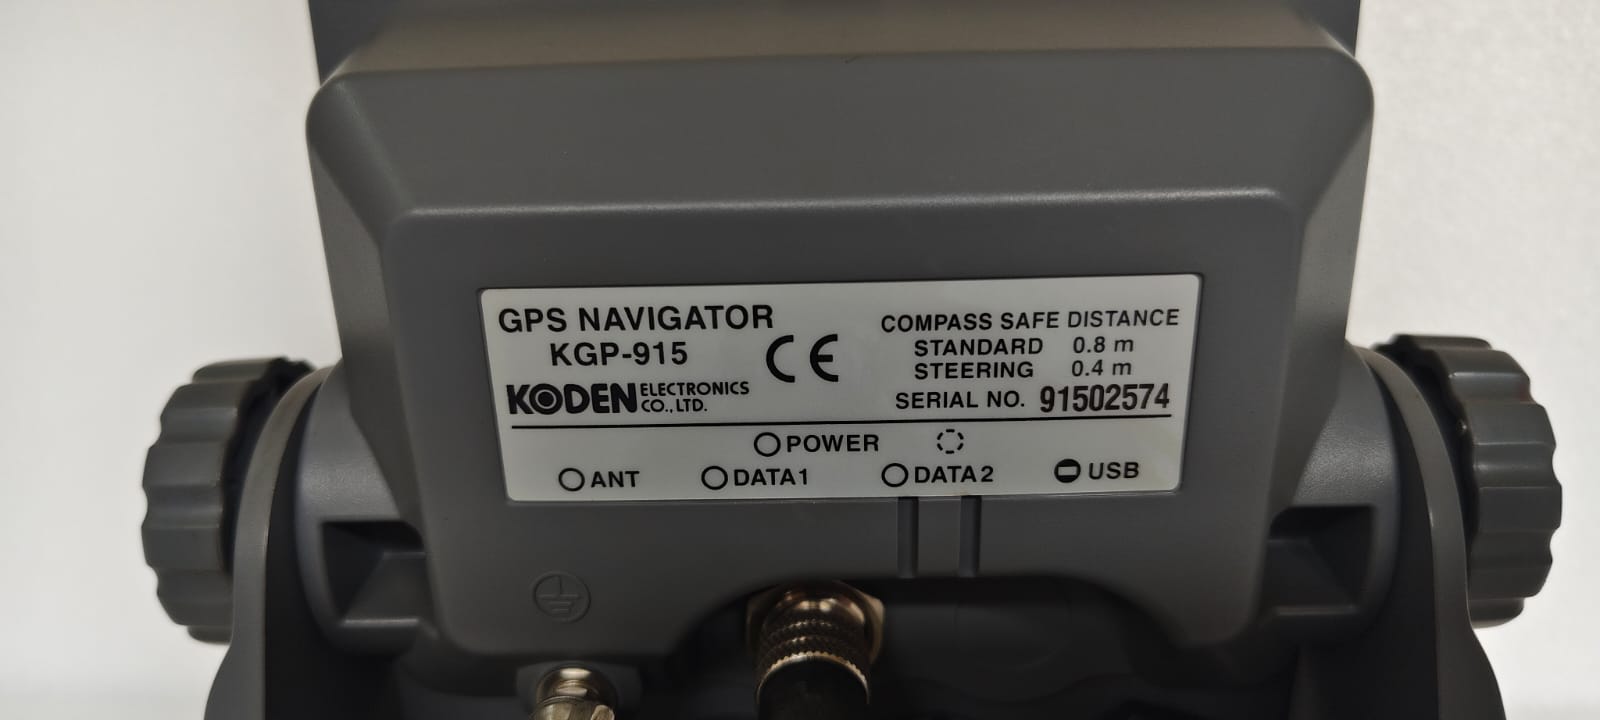 GPS NAVIGATOR
KGP-915
CE
KODEN ELECTRONICS CO., LTD.
COMPASS SAFE DISTANCE
STANDARD 0.8 m
STEERING 0.4 m
SERIAL NO. 91502574
POWER
ANT DATA1 DATA2 USB